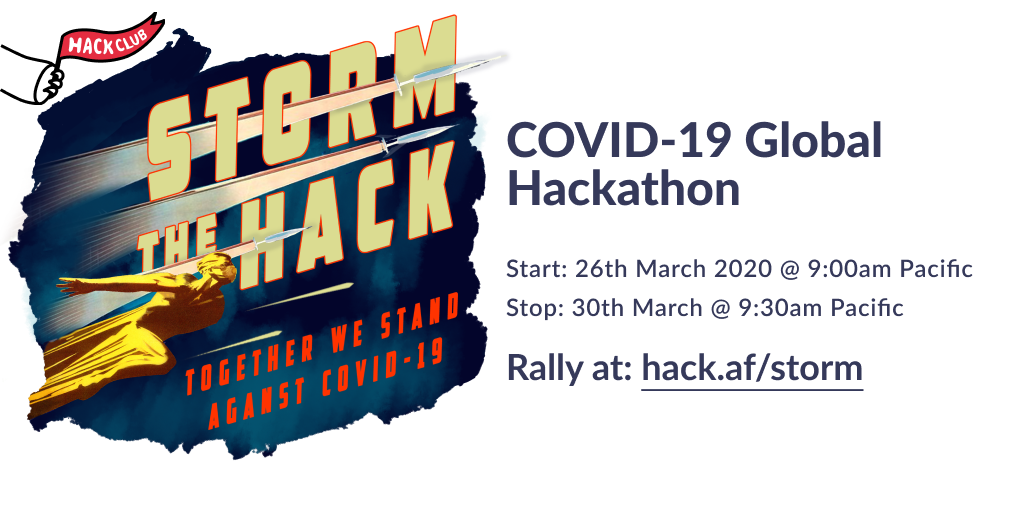 HACK CLUB
STORM
THE HACK
TOGETHER WE STAND
AGANST COVID-19
COVID-19 Global
Hackathon
Start: 26th March 2020 @ 9:00am Pacific
Stop: 30th March @ 9:30am Pacific
Rally at: hack.af/storm